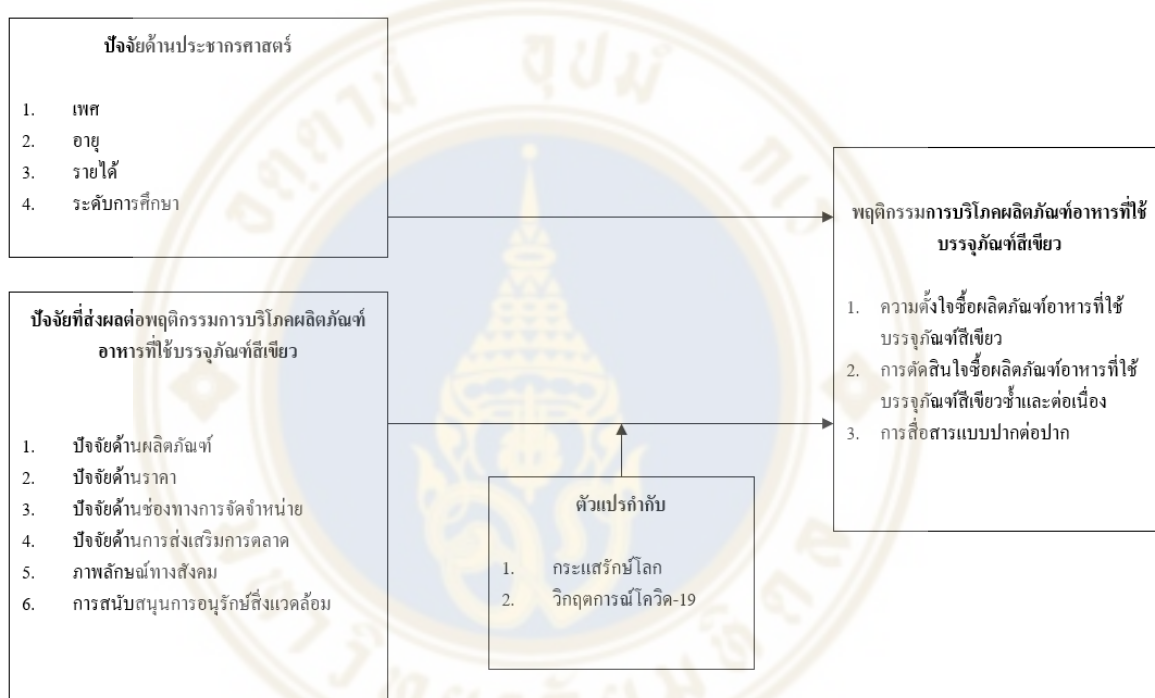 ปัจจัยด้านประชากรศาสตร์
1. เพศ
2. อายุ
3. รายได้
4. ระดับการศึกษา
ปัจจัยที่ส่งผลต่อพฤติกรรมการบริโภคผลิตภัณฑ์
อาหารที่ใช้บรรจุภัณฑ์สีเขียว
1. ปัจจัยด้านผลิตภัณฑ์
2. ปัจจัยด้านราคา
3. ปัจจัยด้านช่องทางการจัดจำหน่าย
4. ปัจจัยด้านการส่งเสริมการตลาด
5. ภาพลักษณ์ทางสังคม
6. การสนับสนุนการอนุรักษ์สิ่งแวดล้อม
ตัวแปรกำกับ
1. กระแสรักษ์โลก
2. วิกฤตการณ์โควิด-19
พฤติกรรมการบริโภคผลิตภัณฑ์อาหารที่ใช้
บรรจุภัณฑ์สีเขียว
1. ความตั้งใจซื้อผลิตภัณฑ์อาหารที่ใช้
บรรจุภัณฑ์สีเขียว
2. การตัดสินใจซื้อผลิตภัณฑ์อาหารที่ใช้
บรรจุภัณฑ์สีเขียวซ้ำและต่อเนื่อง
3. การสื่อสารแบบปากต่อปาก
อตฺตานํ อุปมํ กเร